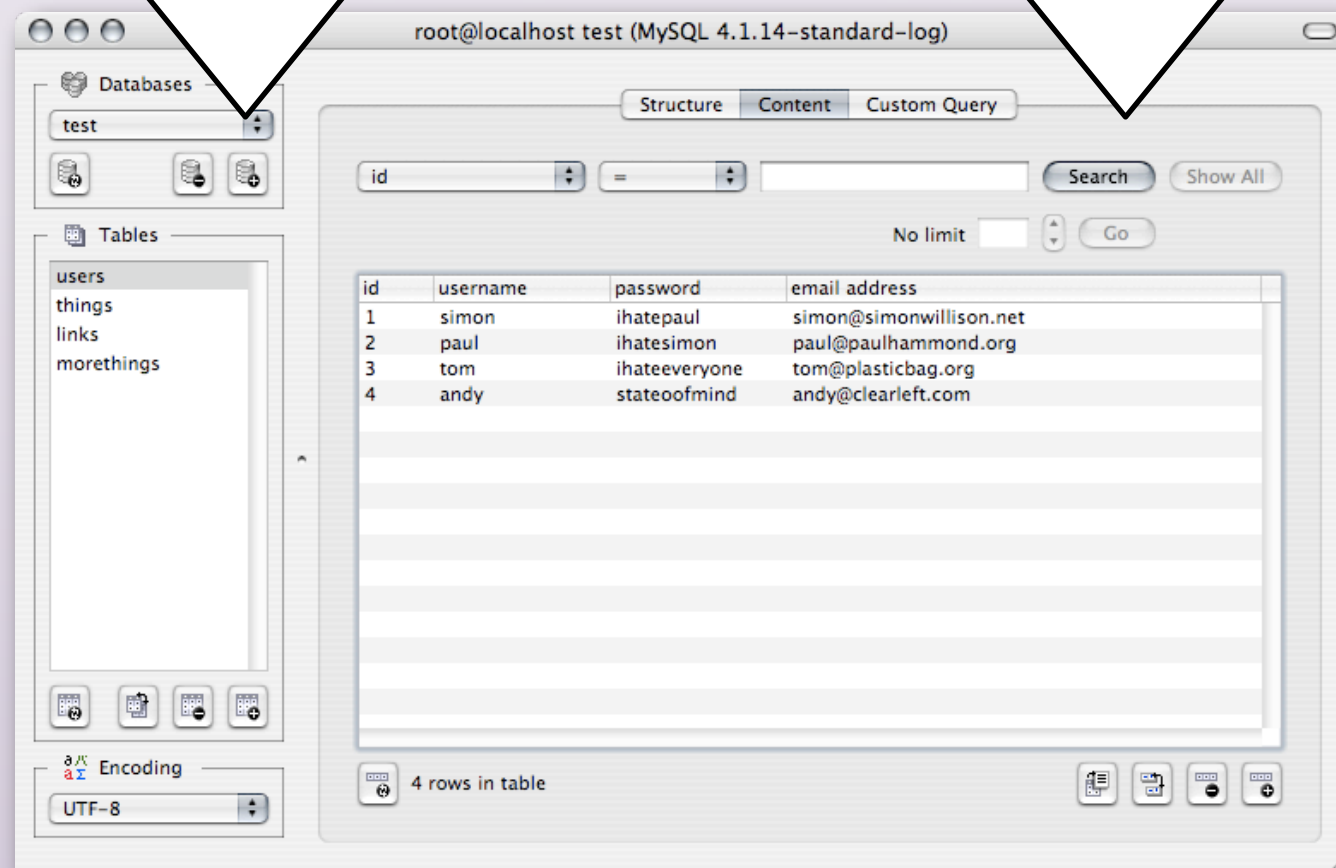 root@localhost test (MySQL 4.1.14-standard-log)
Databases
test
Tables
users
things
links
morethings
Encoding
UTF-8
Structure Content Custom Query
id = Search Show All
No limit Go
id username password email address
1 simon ihatepaul simon@simonwillison.net
2 paul ihatesimon paul@paulhammond.org
3 tom ihateeveryone tom@plasticbag.org
4 andy stateoofmind andy@clearleft.com
4 rows in table